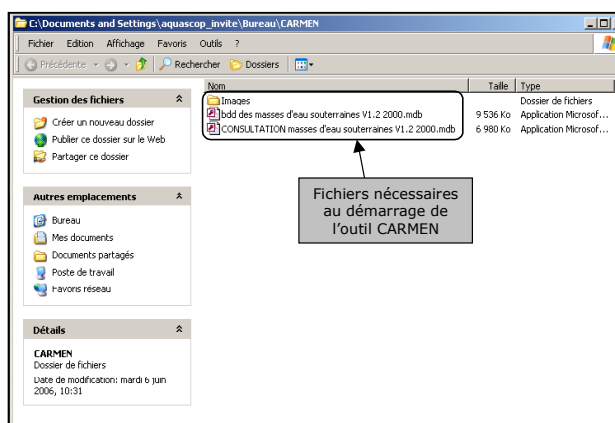 C:\Documents and Settings\aquascop_invite\Bureau\CARMEN
Fichier Edition Affichage Favoris Outils ?
Précédente Rechercher Dossiers
Nom Taille Type
Gestion des fichiers
Créer un nouveau dossier
Publier ce dossier sur le Web
Partager ce dossier
Images Dossier de fichiers
bdd des masses d'eau souterraines V1.2 2000.mdb 9 536 Ko Application Microsof...
CONSULTATION masses d'eau souterraines V1.2 2000.mdb 6 980 Ko Application Microsof...
Fichiers nécessaires
au démarrage de
l'outil CARMEN
Autres emplacements
Bureau
Mes documents
Documents partagés
Poste de travail
Favoris réseau
Détails
CARMEN
Dossier de fichiers
Date de modification: mardi 6 juin
2006, 10:31